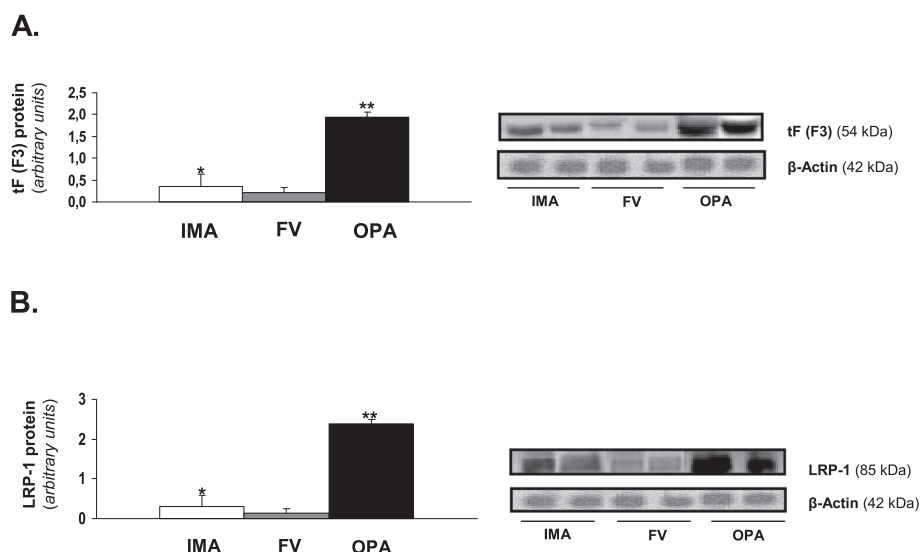 A.
tF (F3) protein
(arbitrary units)
2,5
2,0
1,5
1,0
0,5
0,0
*
**
IMA FV OPA
tF (F3) (54 kDa)
β-Actin (42 kDa)
IMA FV OPA
B.
LRP-1 protein
(arbitrary units)
3
2
1
0
*
**
IMA FV OPA
LRP-1 (85 kDa)
β-Actin (42 kDa)
IMA FV OPA